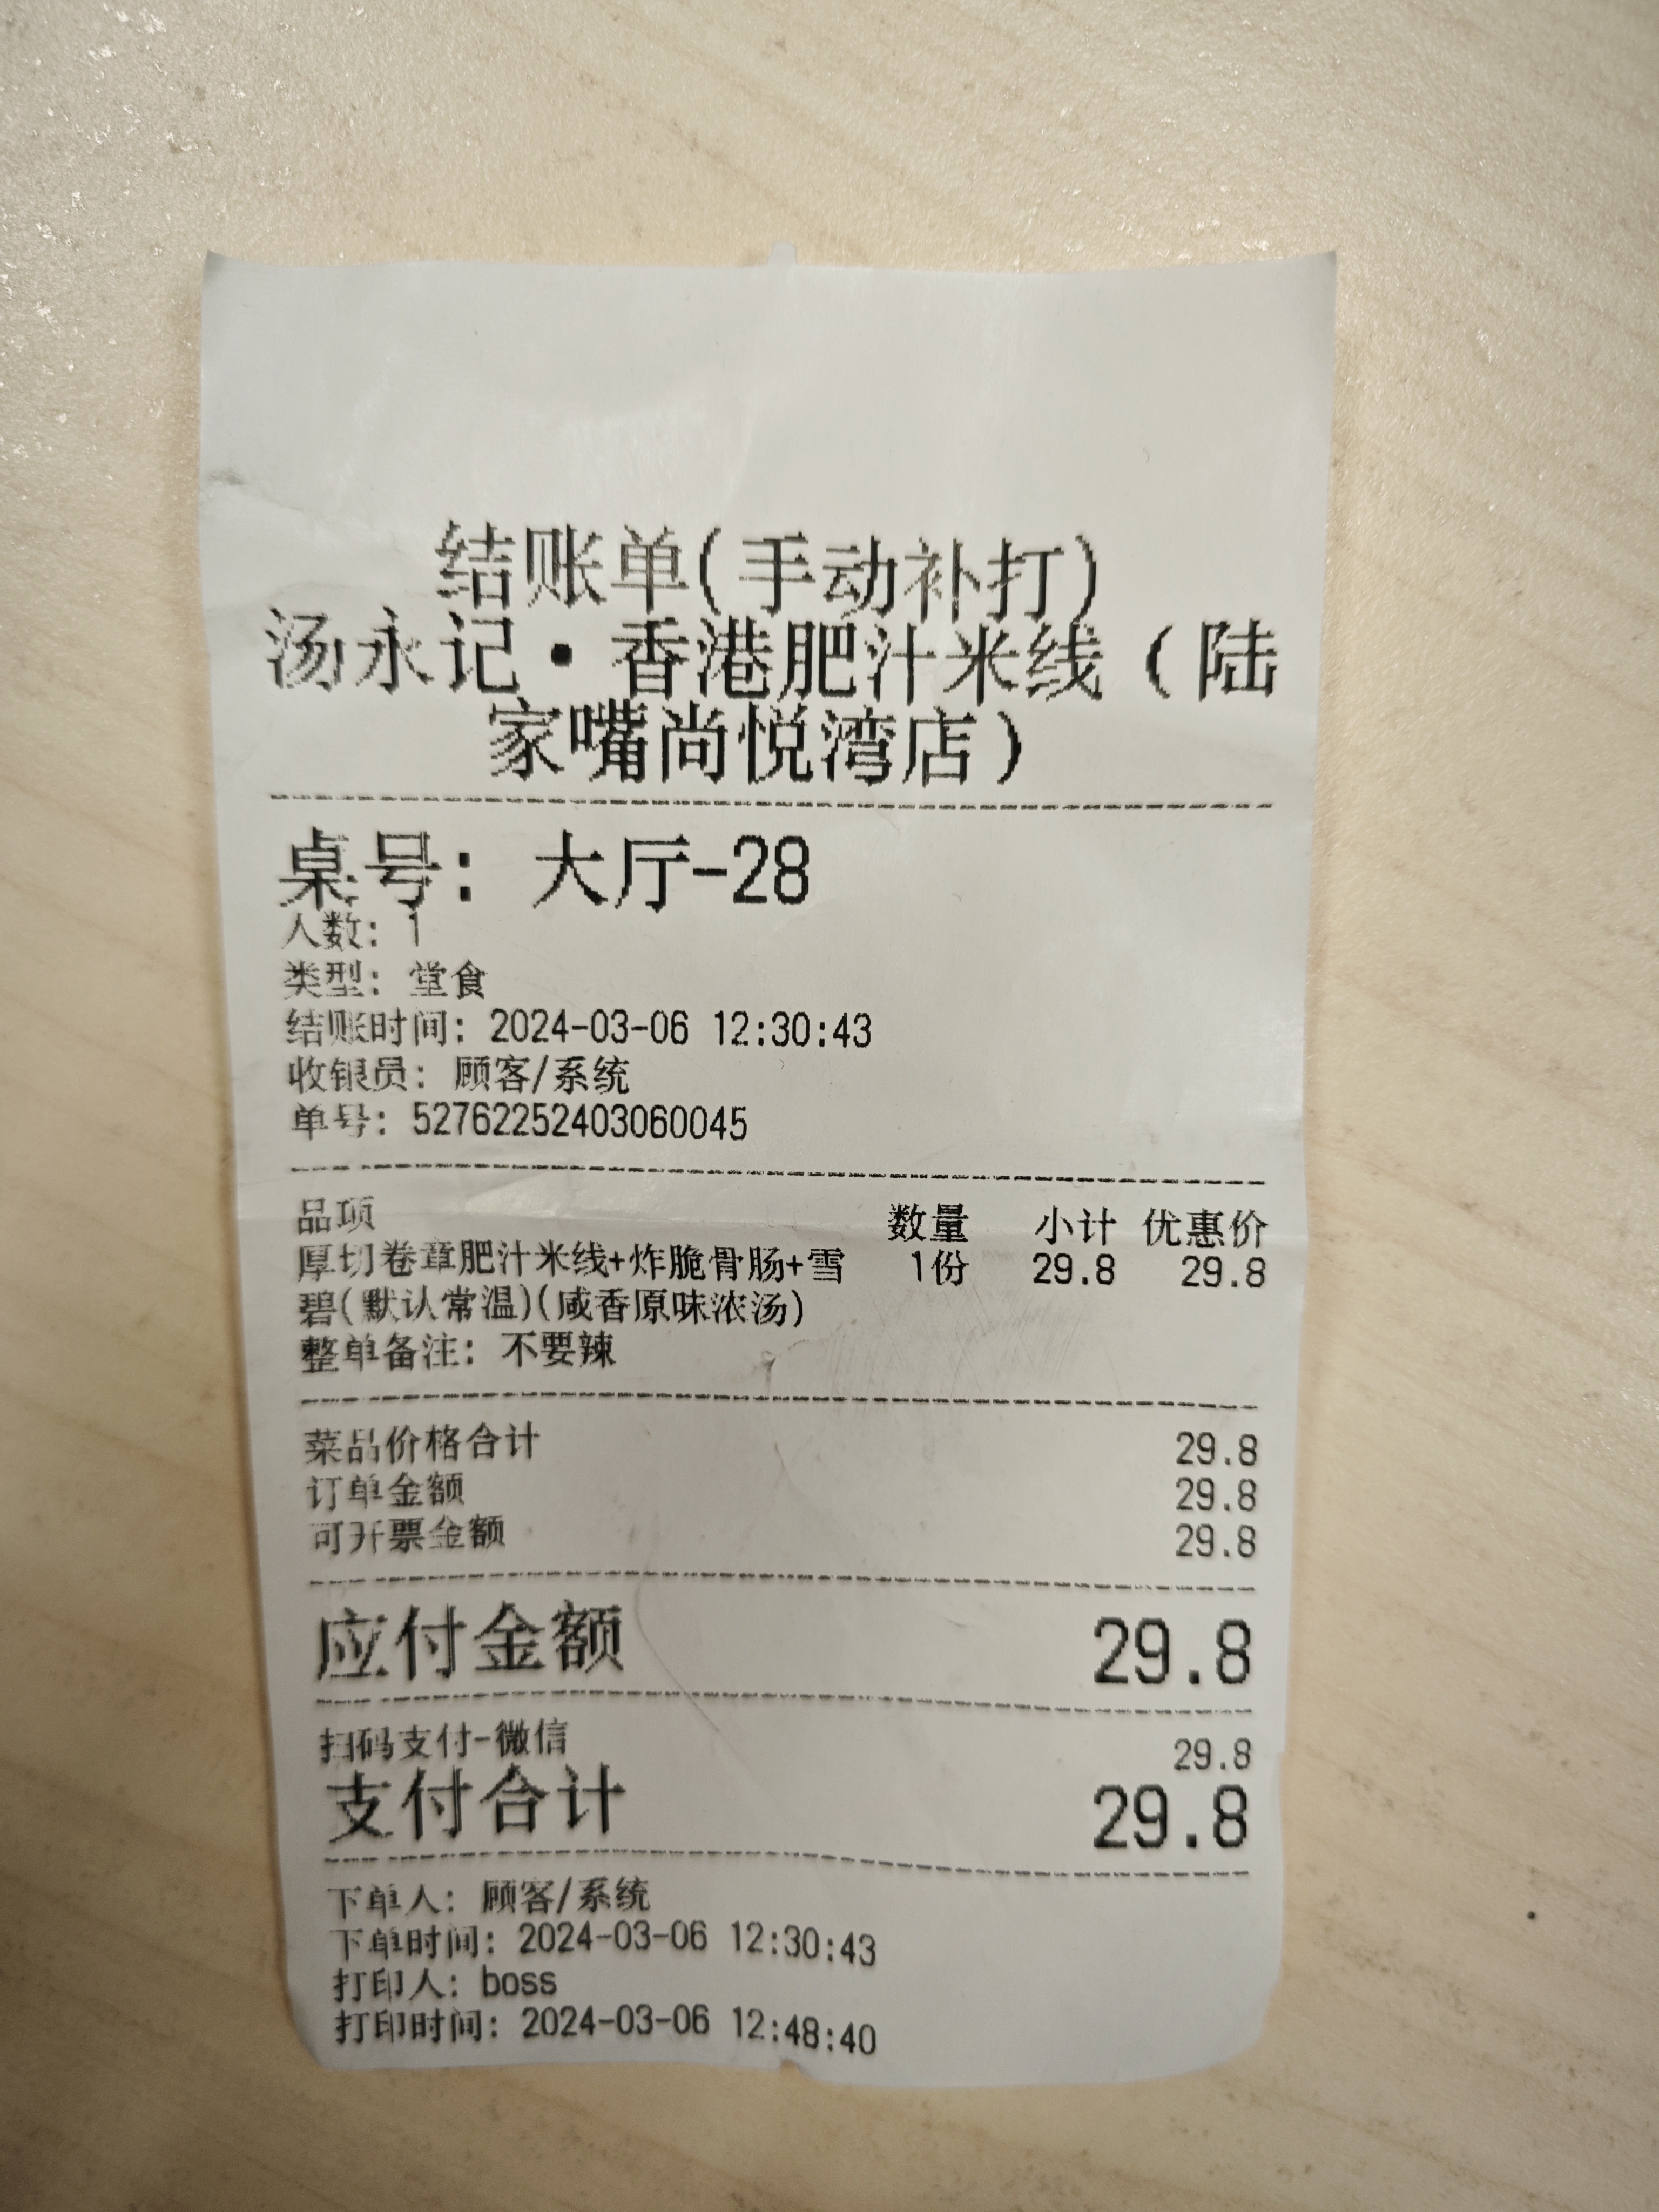 结账单(手动补打)
汤永记·香港肥汁米线(陆
家嘴尚悦湾店)
桌号: 大厅-28
人数: 1
类型: 堂食
结账时间: 2024-03-06 12:30:43
收银员: 顾客/系统
单号: 52762252403060045
品项 数量 小计 优惠价
厚切卷章肥汁米线+炸脆骨肠+雪 1份 29.8 29.8
碧(默认常温)(咸香原味浓汤)
整单备注: 不要辣
菜品价格合计 29.8
订单金额 29.8
可开票金额 29.8
应付金额 29.8
扫码支付-微信 29.8
支付合计 29.8
下单人: 顾客/系统
下单时间: 2024-03-06 12:30:43
打印人: boss
打印时间: 2024-03-06 12:48:40